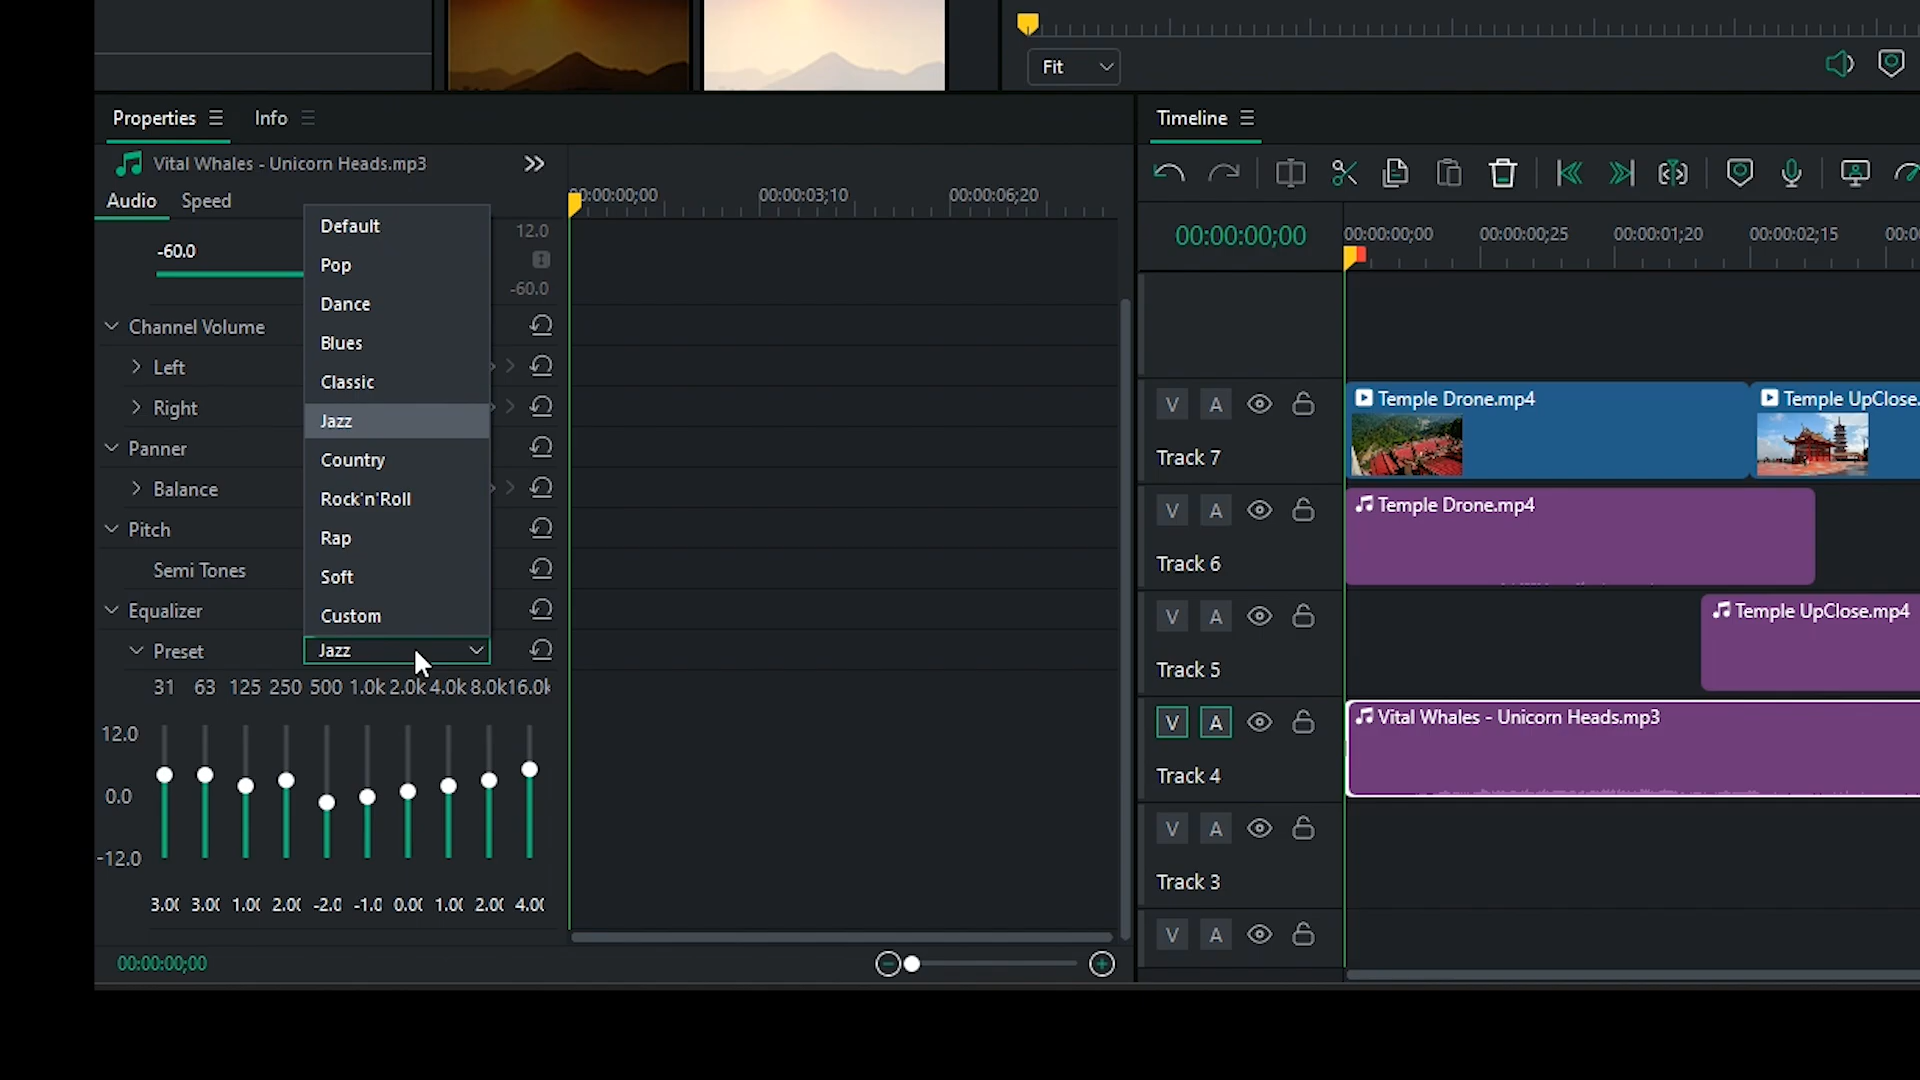 Fit
Properties
Info
Timeline
Vital Whales - Unicorn Heads.mp3
Audio
Speed
00:00:03;10
00:00:06;20
-60.0
12.0
-60.0
Default
Pop
Dance
Blues
Classic
Jazz
Country
Rock'n'Roll
Rap
Soft
Custom
Channel Volume
Left
Right
Panner
Balance
Pitch
Semi Tones
Equalizer
Preset
Jazz
31 63 125 250 500 1.0k 2.0k 4.0k 8.0k 16.0k
12.0
0.0
-12.0
3.00 3.00 1.00 2.00 -2.0 -1.0 0.00 1.00 2.00 4.00
00:00:00;00
00:00:00;00
00:00:00;00 00:00:00;25 00:00:01;20 00:00:02;15 00:00
V A
Track 7
Temple Drone.mp4
Temple UpClose.
V A
Track 6
Temple Drone.mp4
V A
Track 5
Temple UpClose.mp4
V A
Track 4
Vital Whales - Unicorn Heads.mp3
V A
Track 3
V A